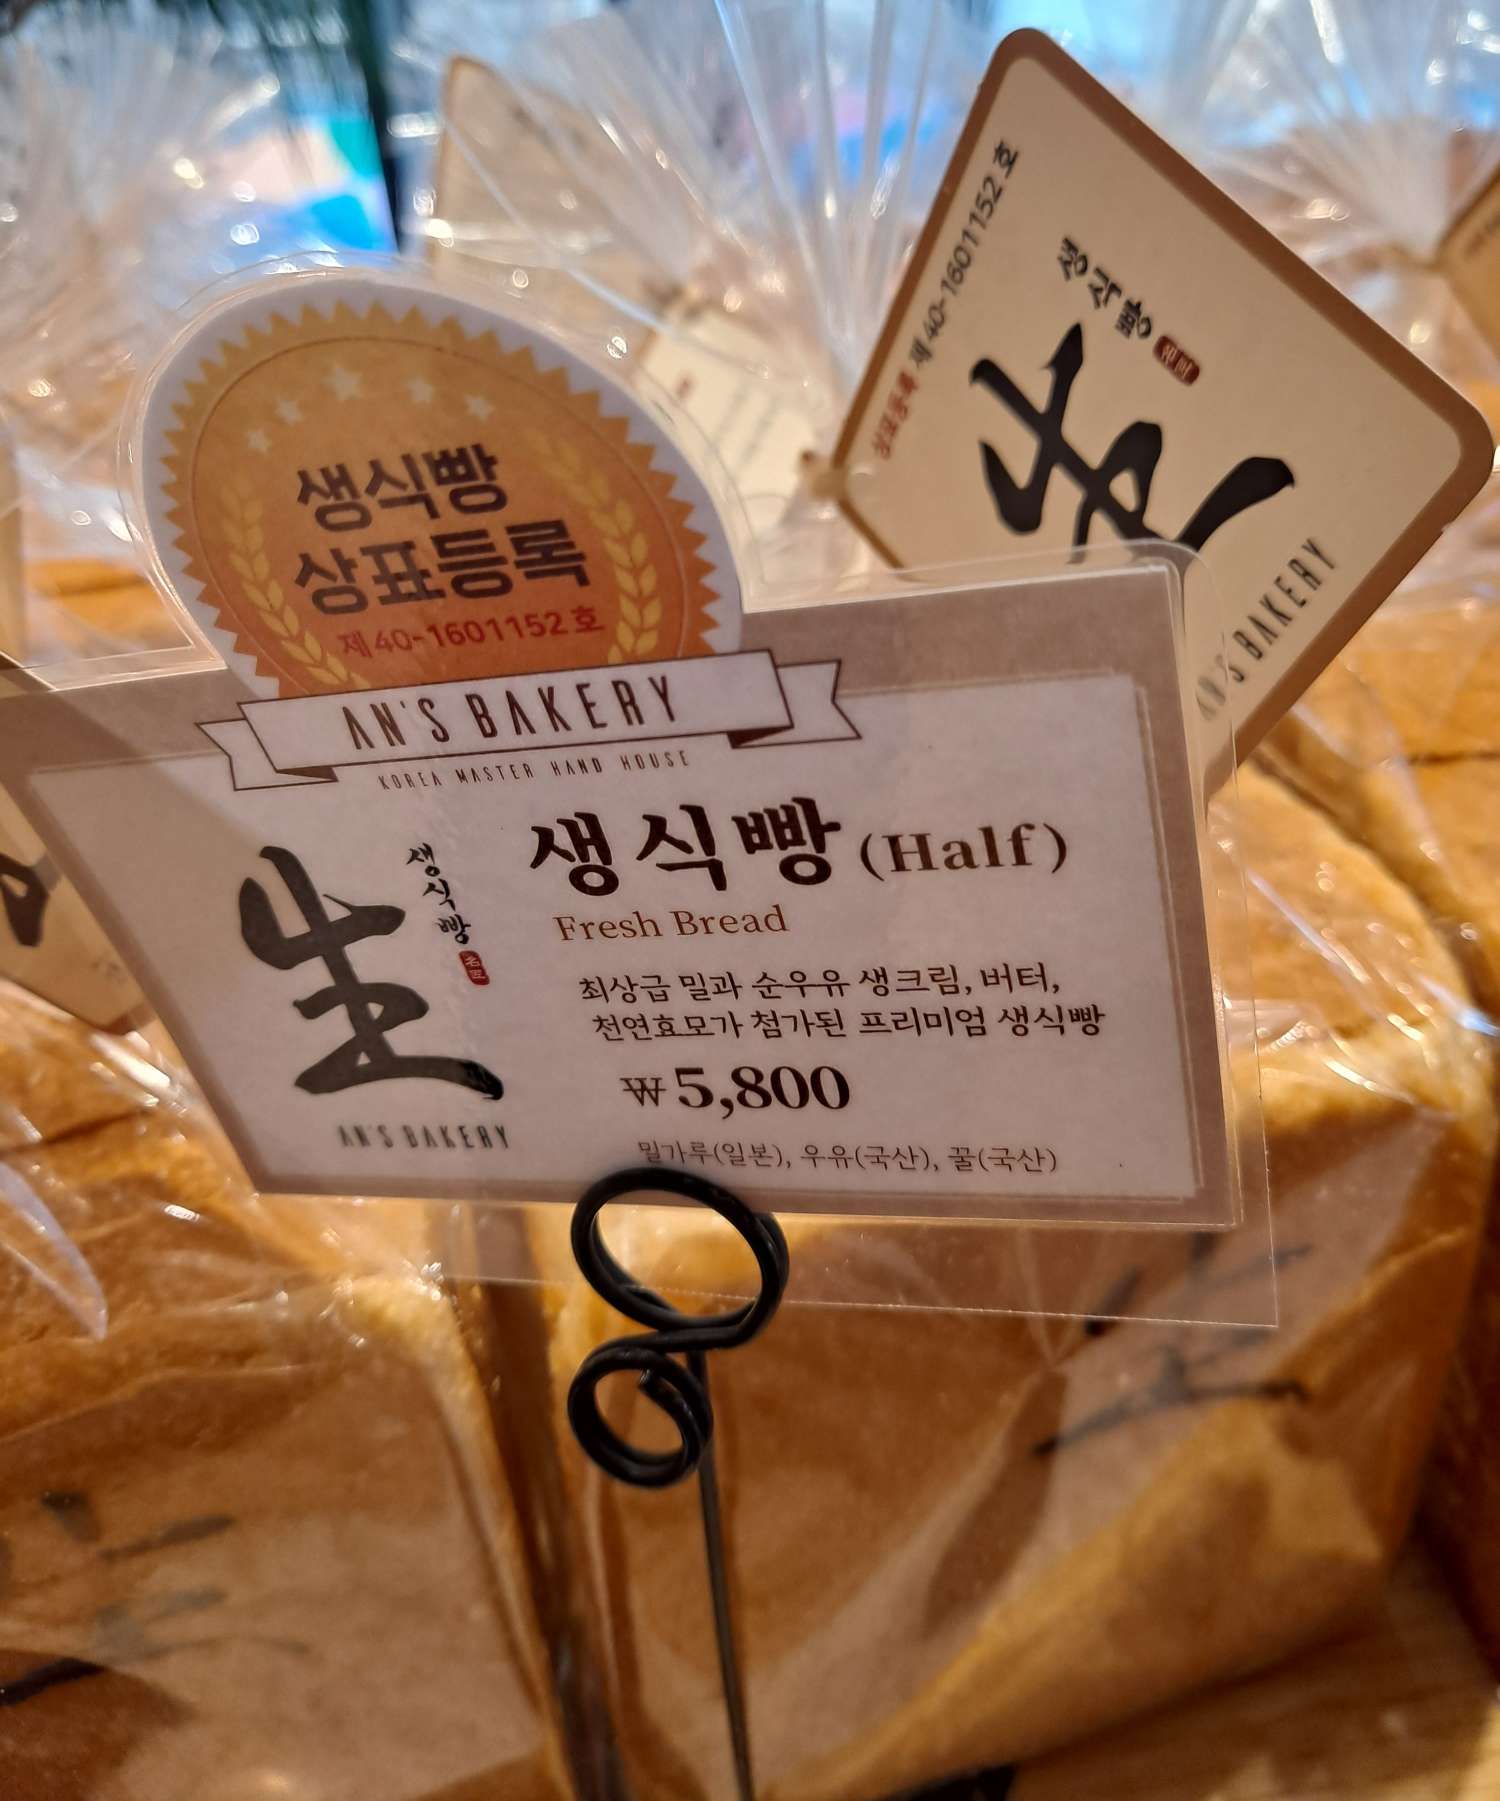 생식빵
상표등록
제40-1601152호
AN'S BAKERY
KOREA MASTER HAND HOUSE
生
생식빵
名匠
AN'S BAKERY
생식빵 (Half)
Fresh Bread
최상급 밀과 순우유 생크림, 버터,
천연효모가 첨가된 프리미엄 생식빵
₩5,800
밀가루(일본), 우유(국산), 꿀(국산)
상표등록 제40-1601152호
생식빵
名匠
生
AN'S BAKERY